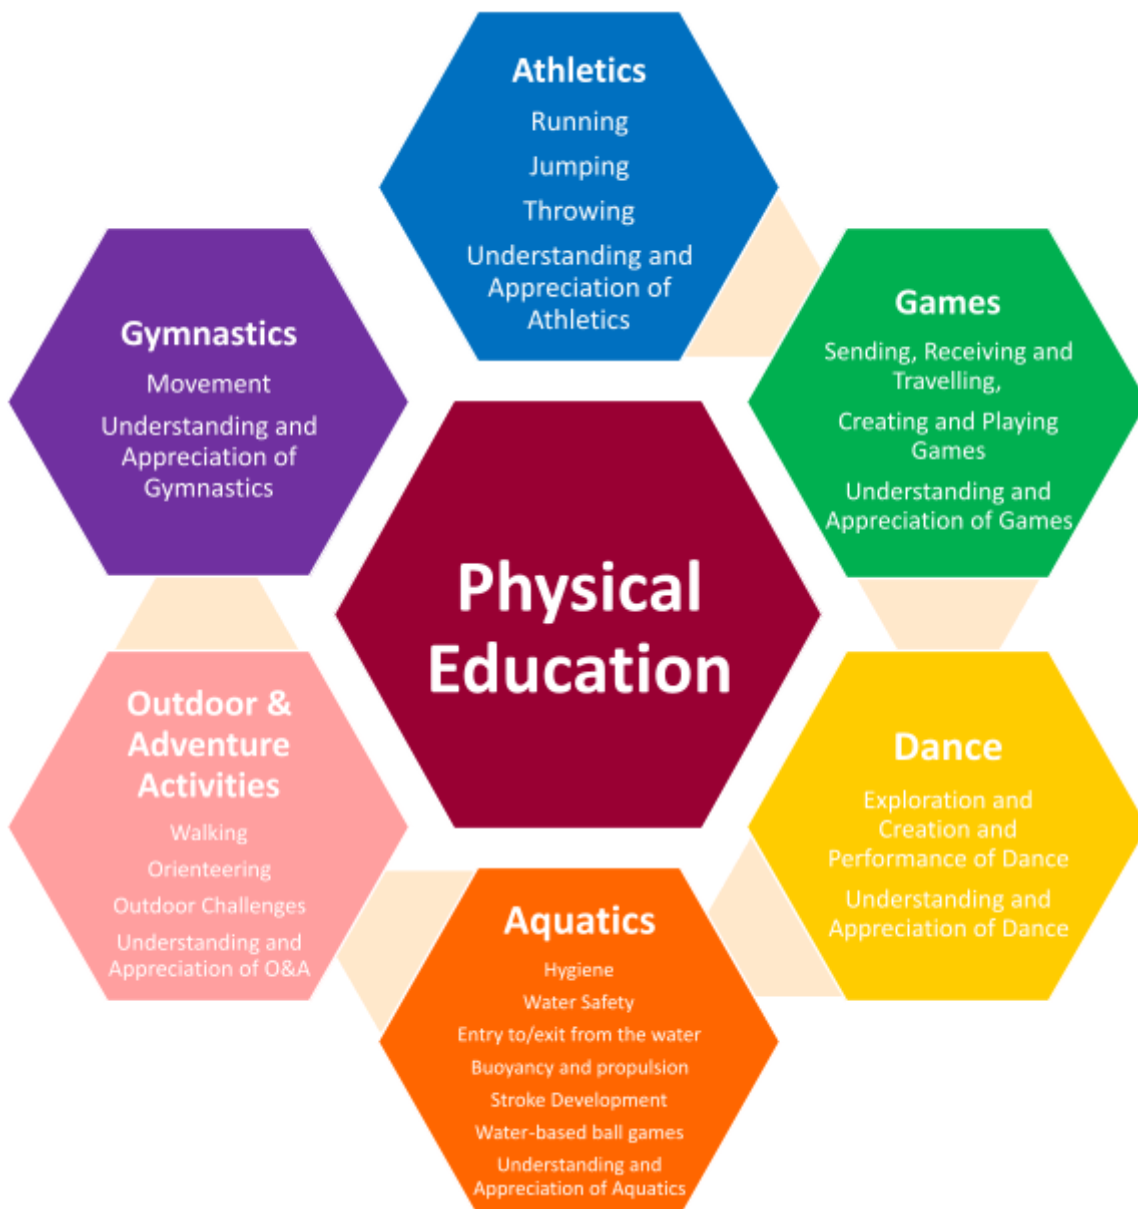 Athletics
Running
Jumping
Throwing
Understanding and
Appreciation of
Athletics
Games
Sending, Receiving and
Travelling,
Creating and Playing
Games
Understanding and
Appreciation of Games
Dance
Exploration and
Creation and
Performance of Dance
Understanding and
Appreciation of Dance
Aquatics
Hygiene
Water Safety
Entry to/exit from the water
Buoyancy and propulsion
Stroke Development
Water-based ball games
Understanding and
Appreciation of Aquatics
Outdoor &
Adventure
Activities
Walking
Orienteering
Outdoor Challenges
Understanding and
Appreciation of O&A
Gymnastics
Movement
Understanding and
Appreciation of
Gymnastics
Physical
Education